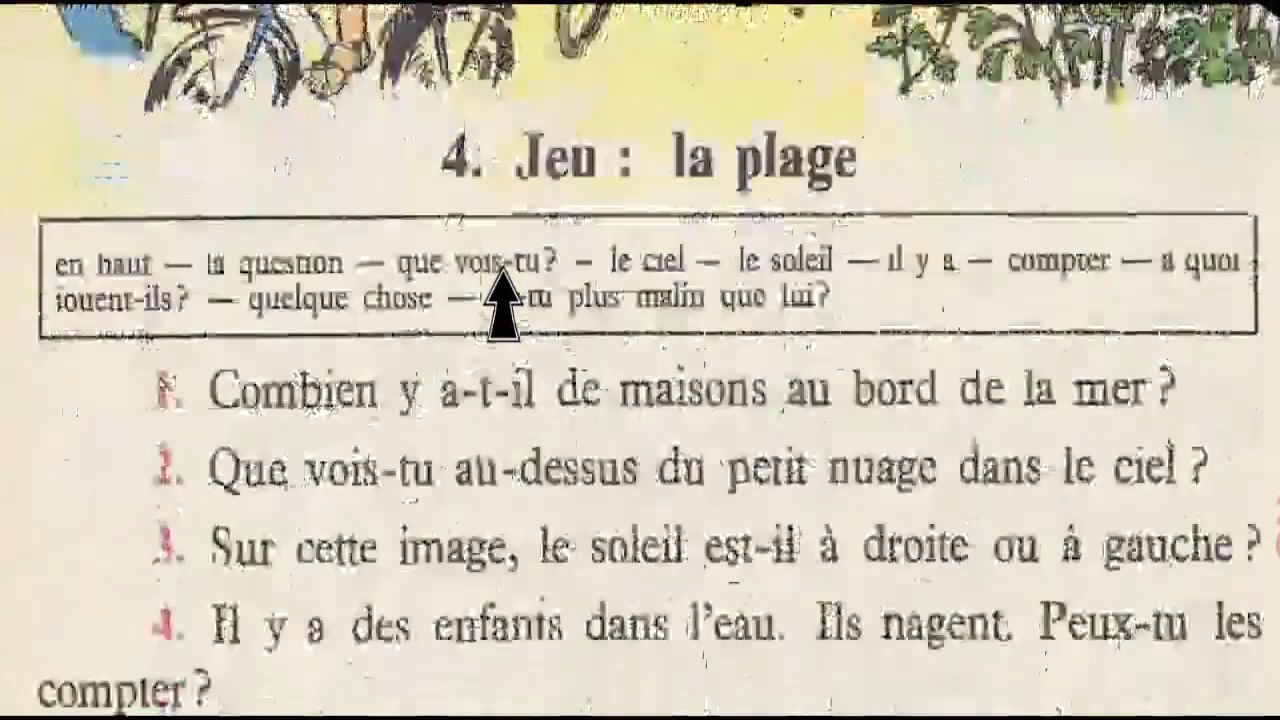 4. Jeu : la plage
en haut — la question — que vois-tu? — le ciel — le soleil — il y a — compter — a quoi
jouent-ils? — quelque chose — -tu plus malin que lui?
1. Combien y a-t-il de maisons au bord de la mer ?
2. Que vois-tu au-dessus du petit nuage dans le ciel ?
3. Sur cette image, le soleil est-il à droite ou à gauche ?
4. Il y a des enfants dans l'eau. Ils nagent. Peux-tu les
compter ?